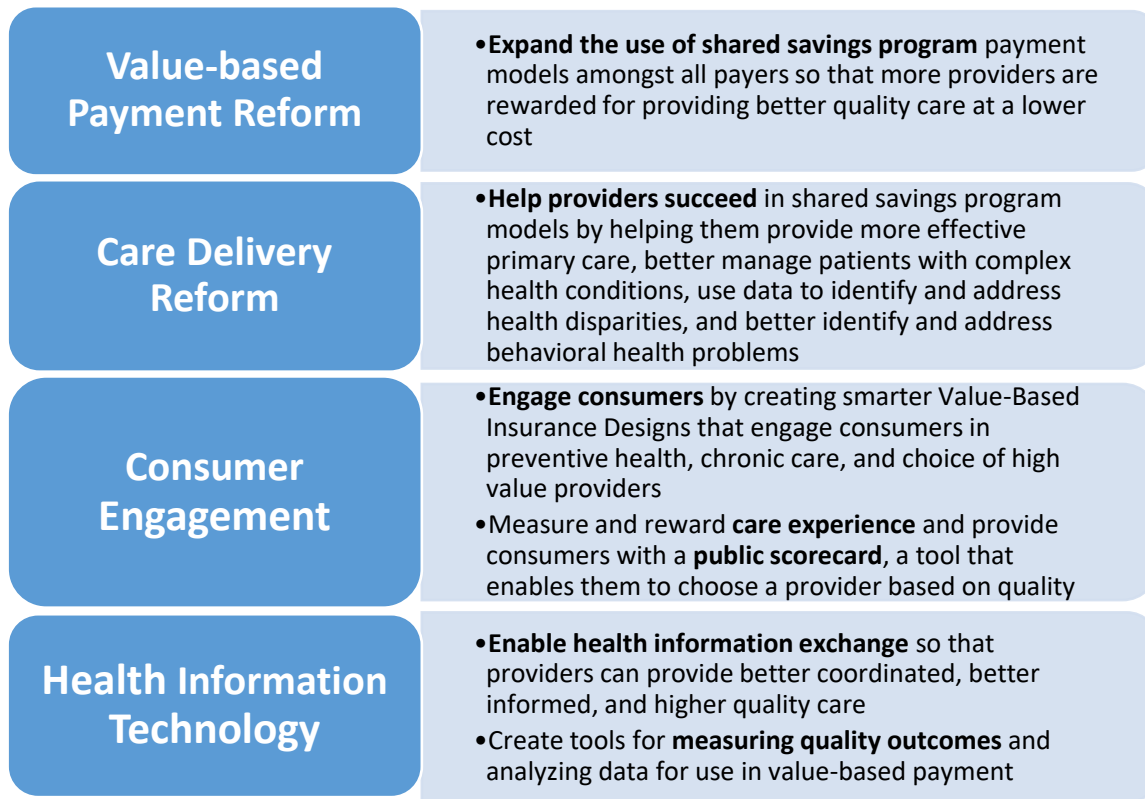 Value-based
Payment Reform
•Expand the use of shared savings program payment
models amongst all payers so that more providers are
rewarded for providing better quality care at a lower
cost
Care Delivery
Reform
•Help providers succeed in shared savings program
models by helping them provide more effective
primary care, better manage patients with complex
health conditions, use data to identify and address
health disparities, and better identify and address
behavioral health problems
Consumer
Engagement
•Engage consumers by creating smarter Value-Based
Insurance Designs that engage consumers in
preventive health, chronic care, and choice of high
value providers
•Measure and reward care experience and provide
consumers with a public scorecard, a tool that
enables them to choose a provider based on quality
Health Information
Technology
•Enable health information exchange so that
providers can provide better coordinated, better
informed, and higher quality care
•Create tools for measuring quality outcomes and
analyzing data for use in value-based payment